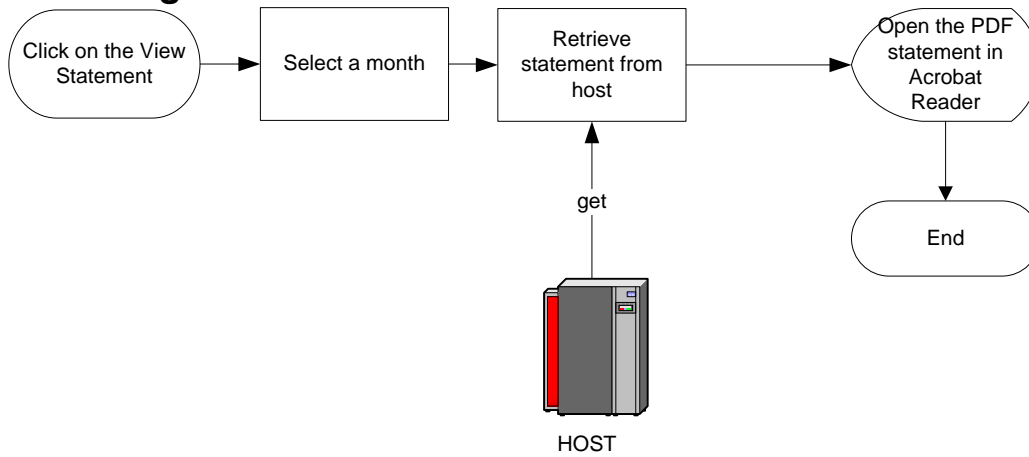 Click on the View
Statement
Select a month
Retrieve
statement from
host
Open the PDF
statement in
Acrobat
Reader
get
End
HOST